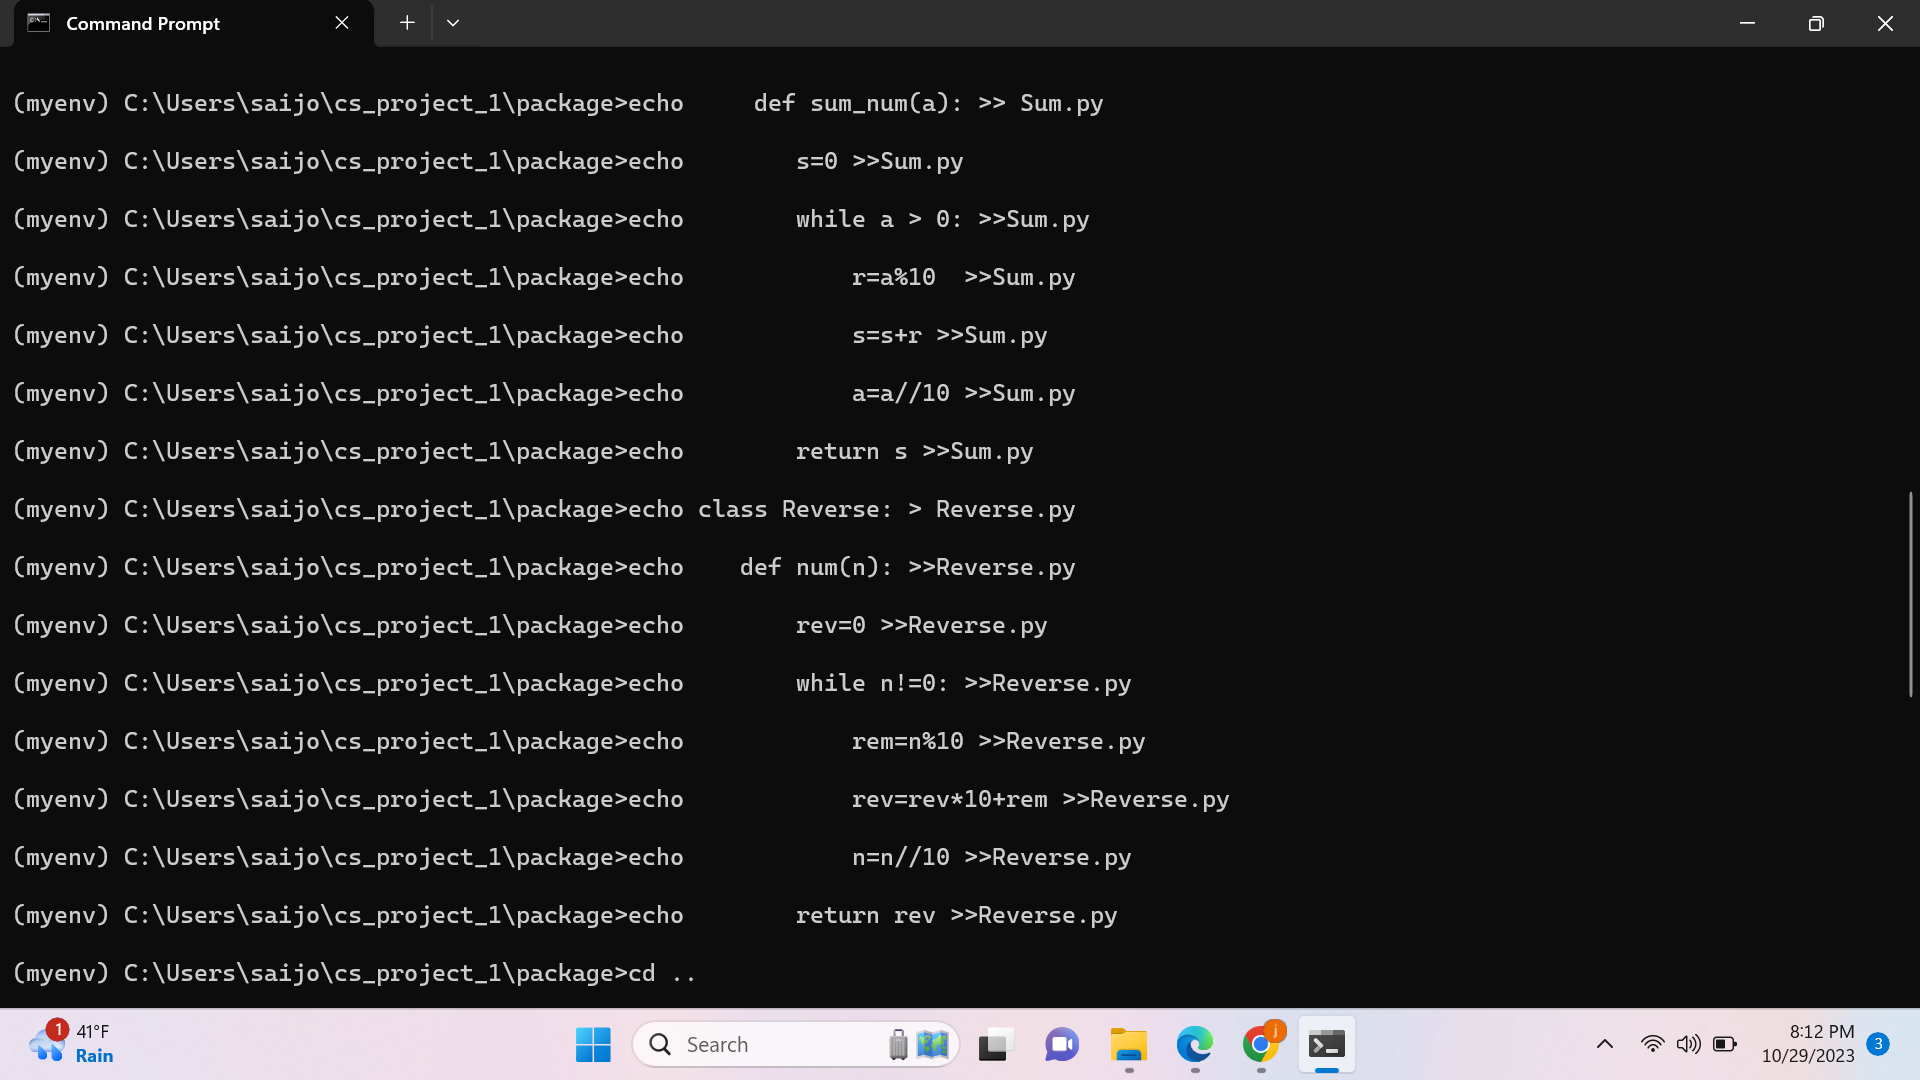 Command Prompt
(myenv) C:\Users\saijo\cs_project_1\package>echo     def sum_num(a): >> Sum.py
(myenv) C:\Users\saijo\cs_project_1\package>echo        s=0 >>Sum.py
(myenv) C:\Users\saijo\cs_project_1\package>echo        while a > 0: >>Sum.py
(myenv) C:\Users\saijo\cs_project_1\package>echo            r=a%10  >>Sum.py
(myenv) C:\Users\saijo\cs_project_1\package>echo            s=s+r >>Sum.py
(myenv) C:\Users\saijo\cs_project_1\package>echo            a=a//10 >>Sum.py
(myenv) C:\Users\saijo\cs_project_1\package>echo        return s >>Sum.py
(myenv) C:\Users\saijo\cs_project_1\package>echo class Reverse: > Reverse.py
(myenv) C:\Users\saijo\cs_project_1\package>echo    def num(n): >>Reverse.py
(myenv) C:\Users\saijo\cs_project_1\package>echo        rev=0 >>Reverse.py
(myenv) C:\Users\saijo\cs_project_1\package>echo        while n!=0: >>Reverse.py
(myenv) C:\Users\saijo\cs_project_1\package>echo            rem=n%10 >>Reverse.py
(myenv) C:\Users\saijo\cs_project_1\package>echo            rev=rev*10+rem >>Reverse.py
(myenv) C:\Users\saijo\cs_project_1\package>echo            n=n//10 >>Reverse.py
(myenv) C:\Users\saijo\cs_project_1\package>echo        return rev >>Reverse.py
(myenv) C:\Users\saijo\cs_project_1\package>cd ..
1
41°F
Rain
Search
j
8:12 PM
10/29/2023
3